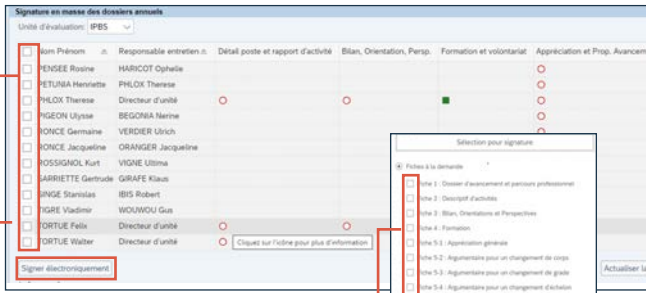 Signature en masse des dossiers annuels
Unité d'évaluation: IPBS
Nom Prénom Responsable entretien Détail poste et rapport d'activité Bilan, Orientation, Persp. Formation et volontariat Appréciation et Prop. Avancem
PENSEE Rosine HARICOT Ophelie
PETUNIA Henriette PHLOX Therese
PHLOX Therese Directeur d'unité
PIGEON Ulysse BEGONIA Nerine
RONCE Germaine VERDIER Ulrich
RONCE Jacqueline ORANGER Jacqueline
ROSSIGNOL Kurt VIGNE Ultima
SARRIETTE Gertrude GIRAFE Klaus
SINGE Stanislas IBIS Robert
TIGRE Vladimir WOUWOU Gus
TORTUE Felix Directeur d'unité
TORTUE Walter Directeur d'unité Cliquez sur l'icône pour plus d'information
Signer électroniquement
Actualiser la
Sélection pour signature
Fiches à la demande
Fiche 1 : Dossier d'avancement et parcours professionnel
Fiche 2 : Descriptif d'activités
Fiche 3 : Bilan, Orientations et Perspectives
Fiche 4 : Formation
Fiche 5-1 : Appréciation générale
Fiche 5-2 : Argumentaire pour un changement de corps
Fiche 5-3 : Argumentaire pour un changement de grade
Fiche 5-4 : Argumentaire pour un changement d'échelon